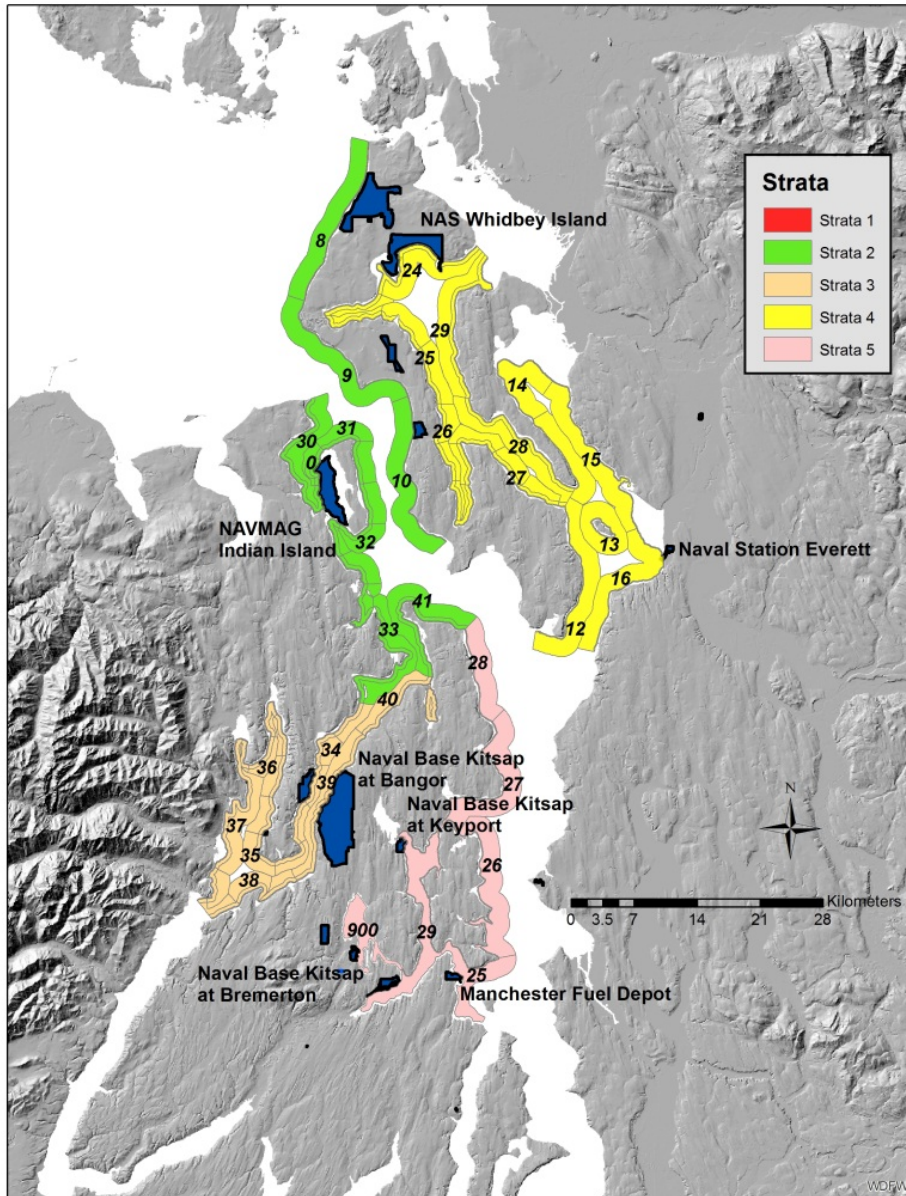 Strata
Strata 1
Strata 2
Strata 3
Strata 4
Strata 5
NAS Whidbey Island
8
24
29
25
9
14
31
30
26
0
28
15
10
27
NAVMAG
Indian Island
32
13
Naval Station Everett
16
41
33
12
28
40
34
Naval Base Kitsap
at Bangor
36
39
27
Naval Base Kitsap
at Keyport
37
N
35
26
38
Kilometers
0 3.5 7 14 21 28
900
29
Naval Base Kitsap
at Bremerton
25
Manchester Fuel Depot
WDFW